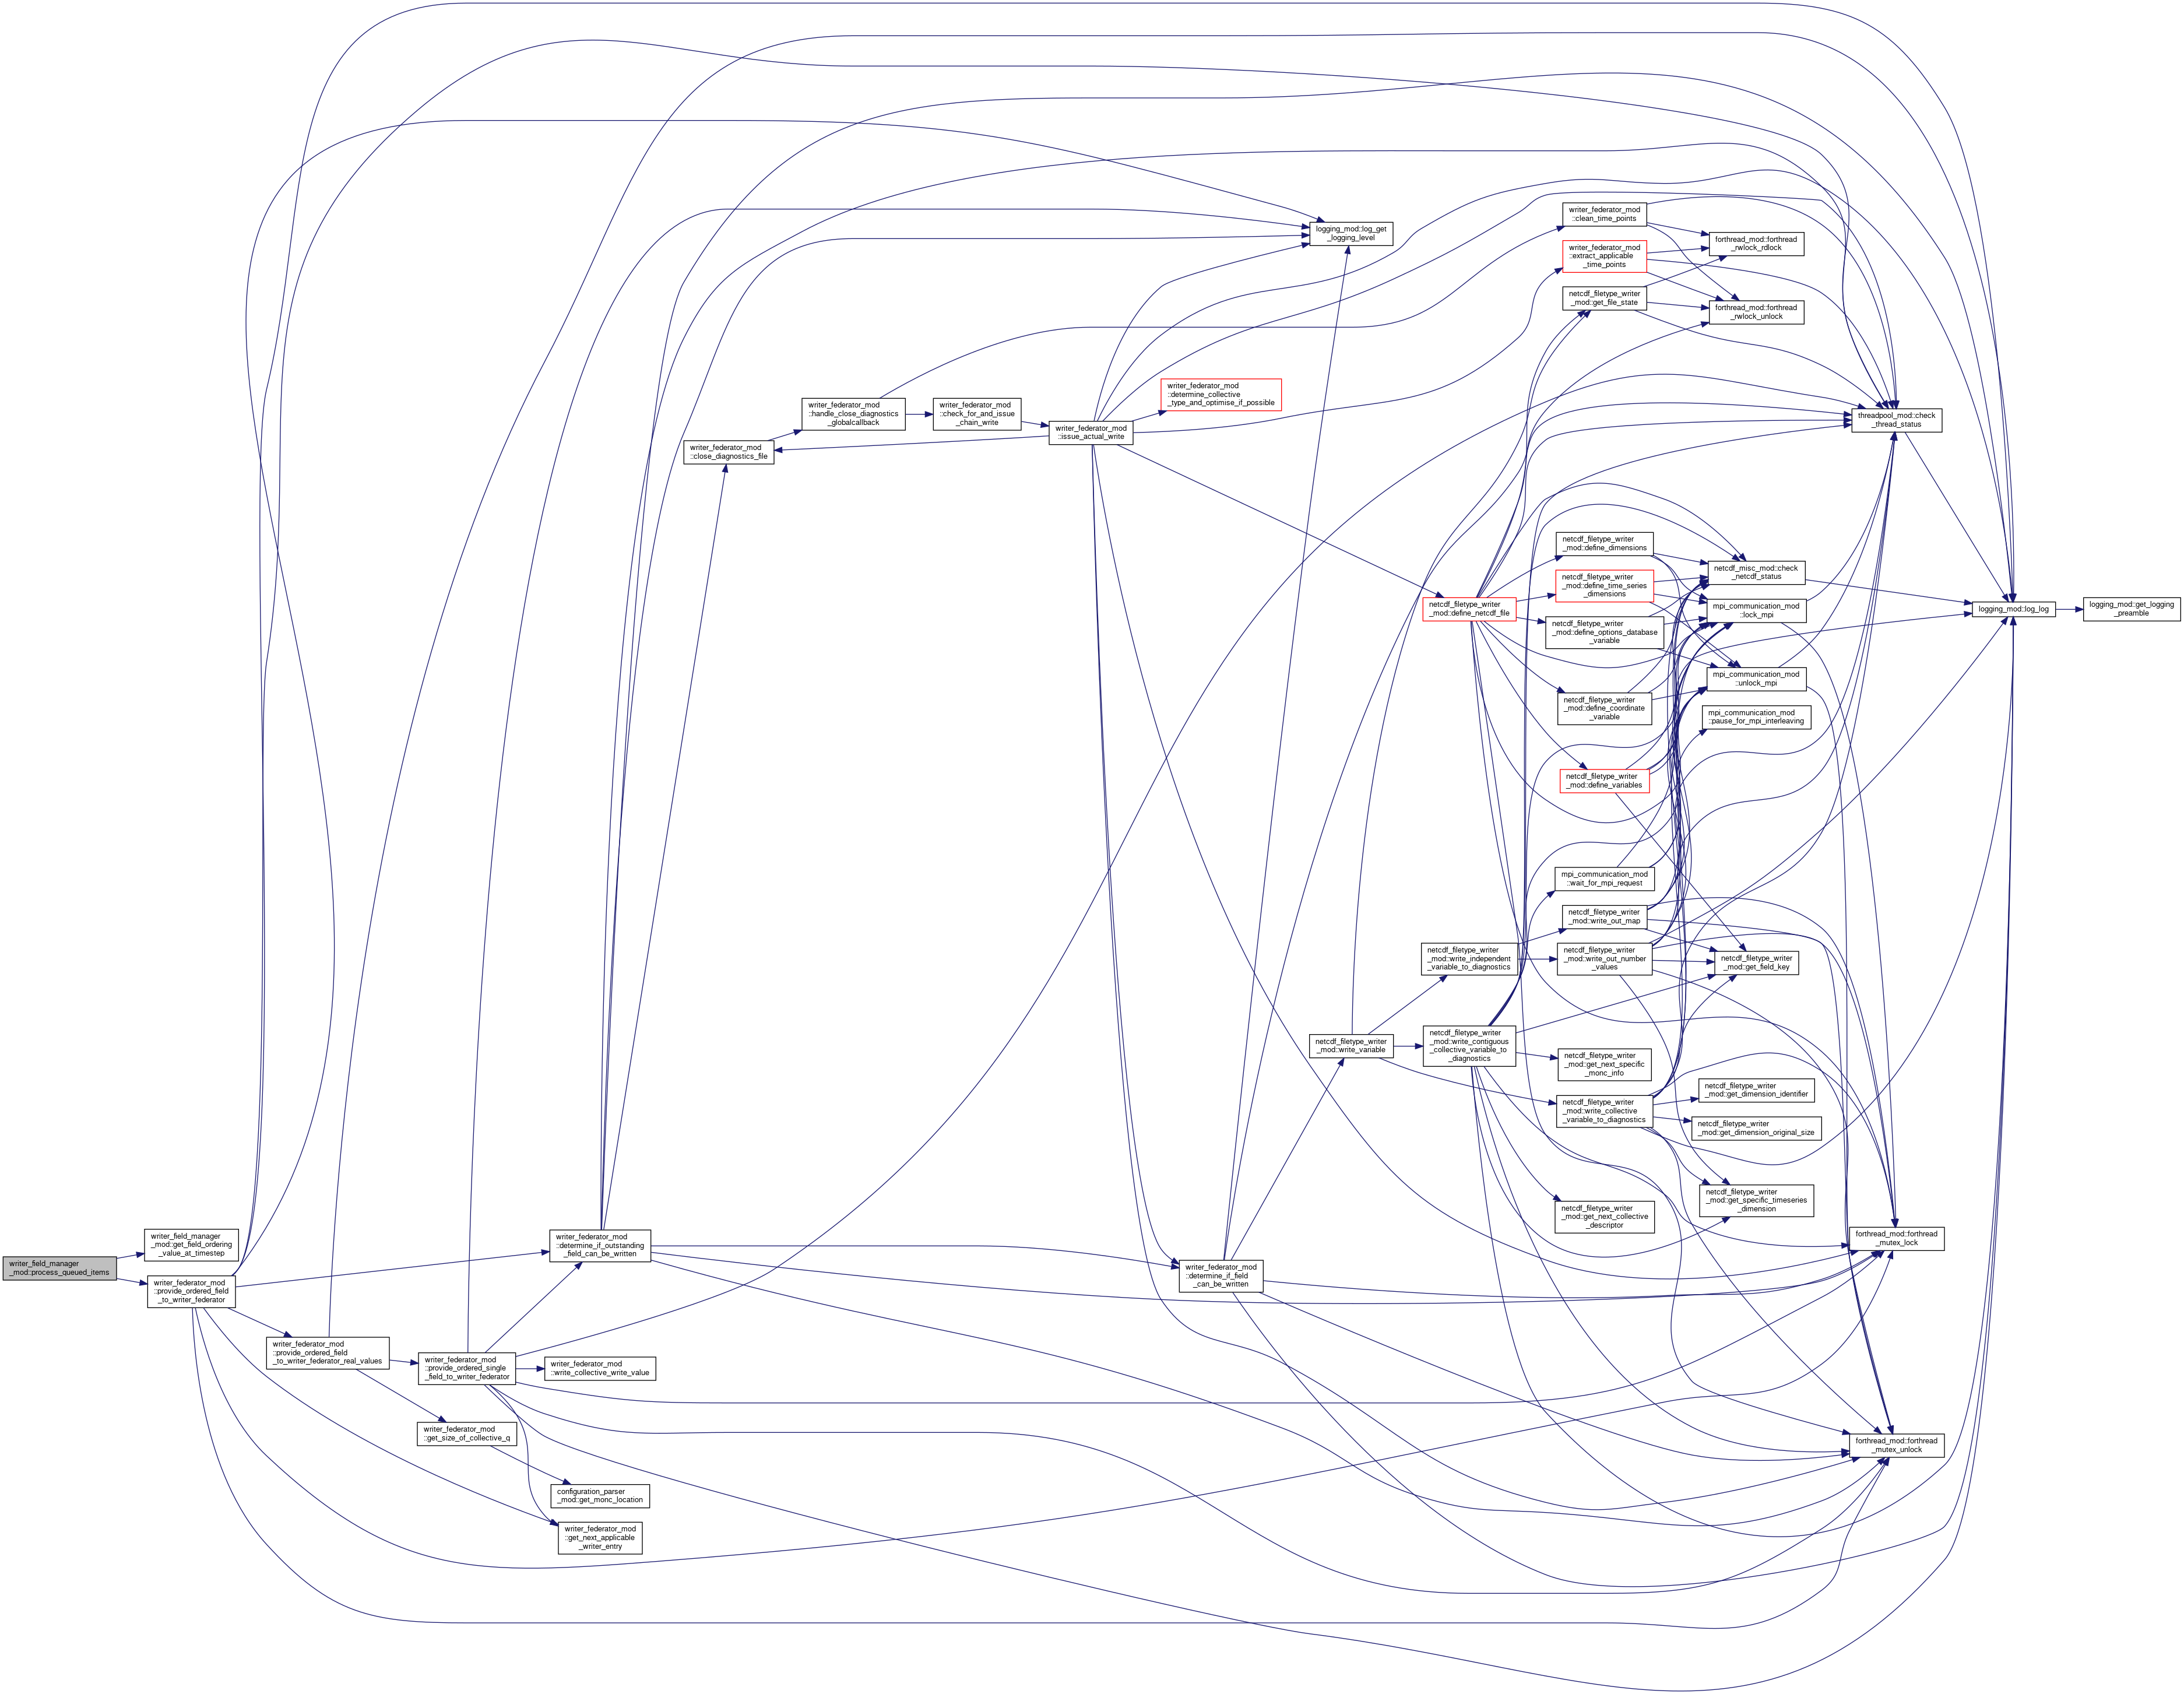 writer_field_manager
_mod::process_queued_items
writer_field_manager
_mod::get_field_ordering
_value_at_timestep
writer_federator_mod
::provide_ordered_field
_to_writer_federator
writer_federator_mod
::provide_ordered_field
_to_writer_federator_real_values
writer_federator_mod
::provide_ordered_single
_field_to_writer_federator
writer_federator_mod
::get_size_of_collective_q
writer_federator_mod
::determine_if_outstanding
_field_can_be_written
writer_federator_mod
::write_collective_write_value
configuration_parser
_mod::get_monc_location
writer_federator_mod
::get_next_applicable
_writer_entry
writer_federator_mod
::close_diagnostics_file
writer_federator_mod
::handle_close_diagnostics
_globalcallback
writer_federator_mod
::check_for_and_issue
_chain_write
writer_federator_mod
::issue_actual_write
writer_federator_mod
::determine_collective
_type_and_optimise_if_possible
writer_federator_mod
::determine_if_field
_can_be_written
logging_mod::log_get
_logging_level
netcdf_filetype_writer
_mod::write_variable
netcdf_filetype_writer
_mod::define_netcdf_file
netcdf_filetype_writer
_mod::write_independent
_variable_to_diagnostics
netcdf_filetype_writer
_mod::write_contiguous
_collective_variable_to
_diagnostics
writer_federator_mod
::clean_time_points
writer_federator_mod
::extract_applicable
_time_points
netcdf_filetype_writer
_mod::get_file_state
netcdf_filetype_writer
_mod::define_dimensions
netcdf_filetype_writer
_mod::define_time_series
_dimensions
netcdf_filetype_writer
_mod::define_options_database
_variable
netcdf_filetype_writer
_mod::define_coordinate
_variable
netcdf_filetype_writer
_mod::define_variables
mpi_communication_mod
::wait_for_mpi_request
netcdf_filetype_writer
_mod::write_out_map
netcdf_filetype_writer
_mod::write_out_number
_values
netcdf_filetype_writer
_mod::get_next_specific
_monc_info
netcdf_filetype_writer
_mod::write_collective
_variable_to_diagnostics
netcdf_filetype_writer
_mod::get_next_collective
_descriptor
forthread_mod::forthread
_rwlock_rdlock
forthread_mod::forthread
_rwlock_unlock
netcdf_misc_mod::check
_netcdf_status
mpi_communication_mod
::lock_mpi
mpi_communication_mod
::unlock_mpi
mpi_communication_mod
::pause_for_mpi_interleaving
netcdf_filetype_writer
_mod::get_field_key
netcdf_filetype_writer
_mod::get_dimension_identifier
netcdf_filetype_writer
_mod::get_dimension_original_size
netcdf_filetype_writer
_mod::get_specific_timeseries
_dimension
threadpool_mod::check
_thread_status
forthread_mod::forthread
_mutex_lock
forthread_mod::forthread
_mutex_unlock
logging_mod::log_log
logging_mod::get_logging
_preamble